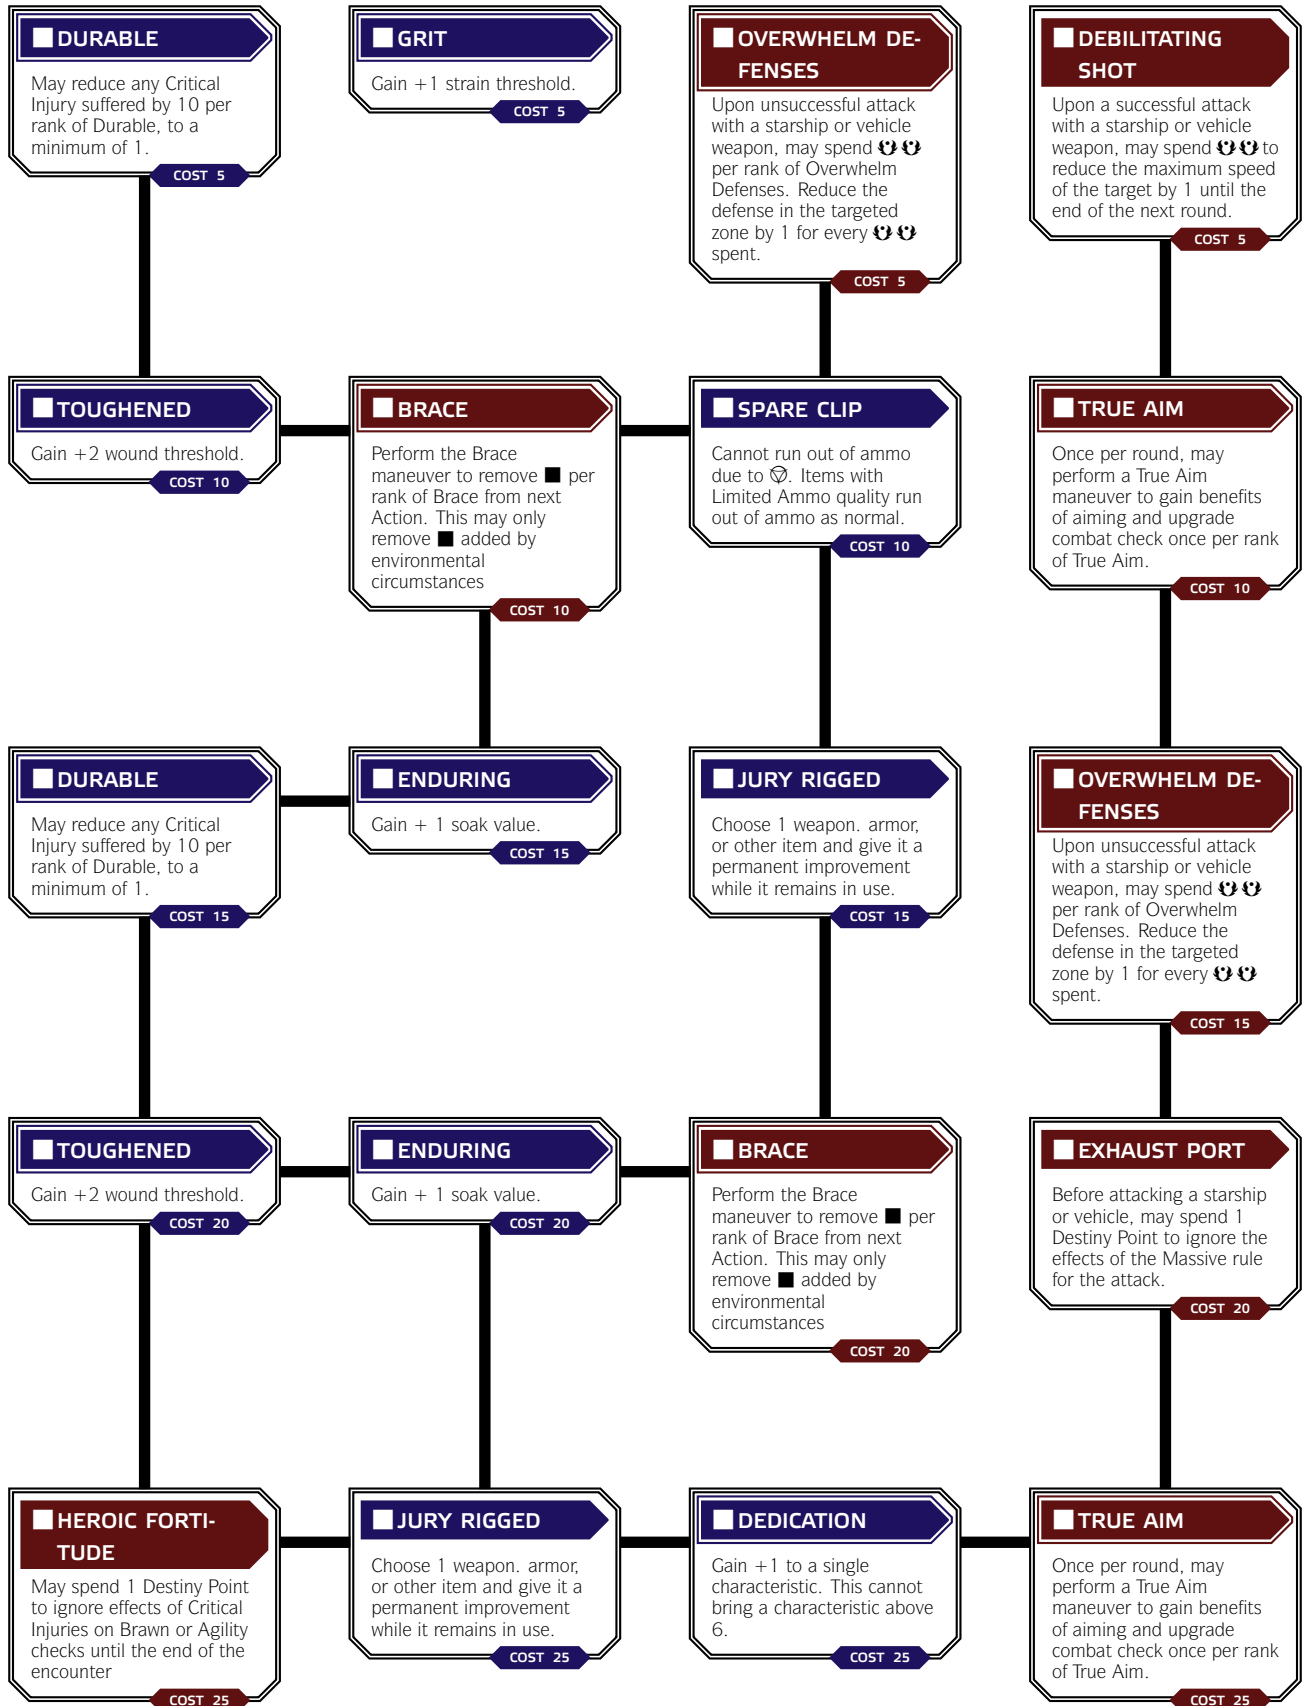 DURABLE
May reduce any Critical
Injury suffered by 10 per
rank of Durable, to a
minimum of 1.
COST 5
GRIT
Gain +1 strain threshold.
COST 5
OVERWHELM DE-
FENSES
Upon unsuccessful attack
with a starship or vehicle
weapon, may spend
per rank of Overwhelm
Defenses. Reduce the
defense in the targeted
zone by 1 for every
spent.
COST 5
DEBILITATING
SHOT
Upon a successful attack
with a starship or vehicle
weapon, may spend to
reduce the maximum speed
of the target by 1 until the
end of the next round.
COST 5
TOUGHENED
Gain +2 wound threshold.
COST 10
BRACE
Perform the Brace
maneuver to remove ■ per
rank of Brace from next
Action. This may only
remove ■ added by
environmental
circumstances
COST 10
SPARE CLIP
Cannot run out of ammo
due to . Items with
Limited Ammo quality run
out of ammo as normal.
COST 10
TRUE AIM
Once per round, may
perform a True Aim
maneuver to gain benefits
of aiming and upgrade
combat check once per rank
of True Aim.
COST 10
DURABLE
May reduce any Critical
Injury suffered by 10 per
rank of Durable, to a
minimum of 1.
COST 15
ENDURING
Gain + 1 soak value.
COST 15
JURY RIGGED
Choose 1 weapon. armor,
or other item and give it a
permanent improvement
while it remains in use.
COST 15
OVERWHELM DE-
FENSES
Upon unsuccessful attack
with a starship or vehicle
weapon, may spend
per rank of Overwhelm
Defenses. Reduce the
defense in the targeted
zone by 1 for every
spent.
COST 15
TOUGHENED
Gain +2 wound threshold.
COST 20
ENDURING
Gain + 1 soak value.
COST 20
BRACE
Perform the Brace
maneuver to remove ■ per
rank of Brace from next
Action. This may only
remove ■ added by
environmental
circumstances
COST 20
EXHAUST PORT
Before attacking a starship
or vehicle, may spend 1
Destiny Point to ignore the
effects of the Massive rule
for the attack.
COST 20
HEROIC FORTI-
TUDE
May spend 1 Destiny Point
to ignore effects of Critical
Injuries on Brawn or Agility
checks until the end of the
encounter
COST 25
JURY RIGGED
Choose 1 weapon. armor,
or other item and give it a
permanent improvement
while it remains in use.
COST 25
DEDICATION
Gain +1 to a single
characteristic. This cannot
bring a characteristic above
6.
COST 25
TRUE AIM
Once per round, may
perform a True Aim
maneuver to gain benefits
of aiming and upgrade
combat check once per rank
of True Aim.
COST 25